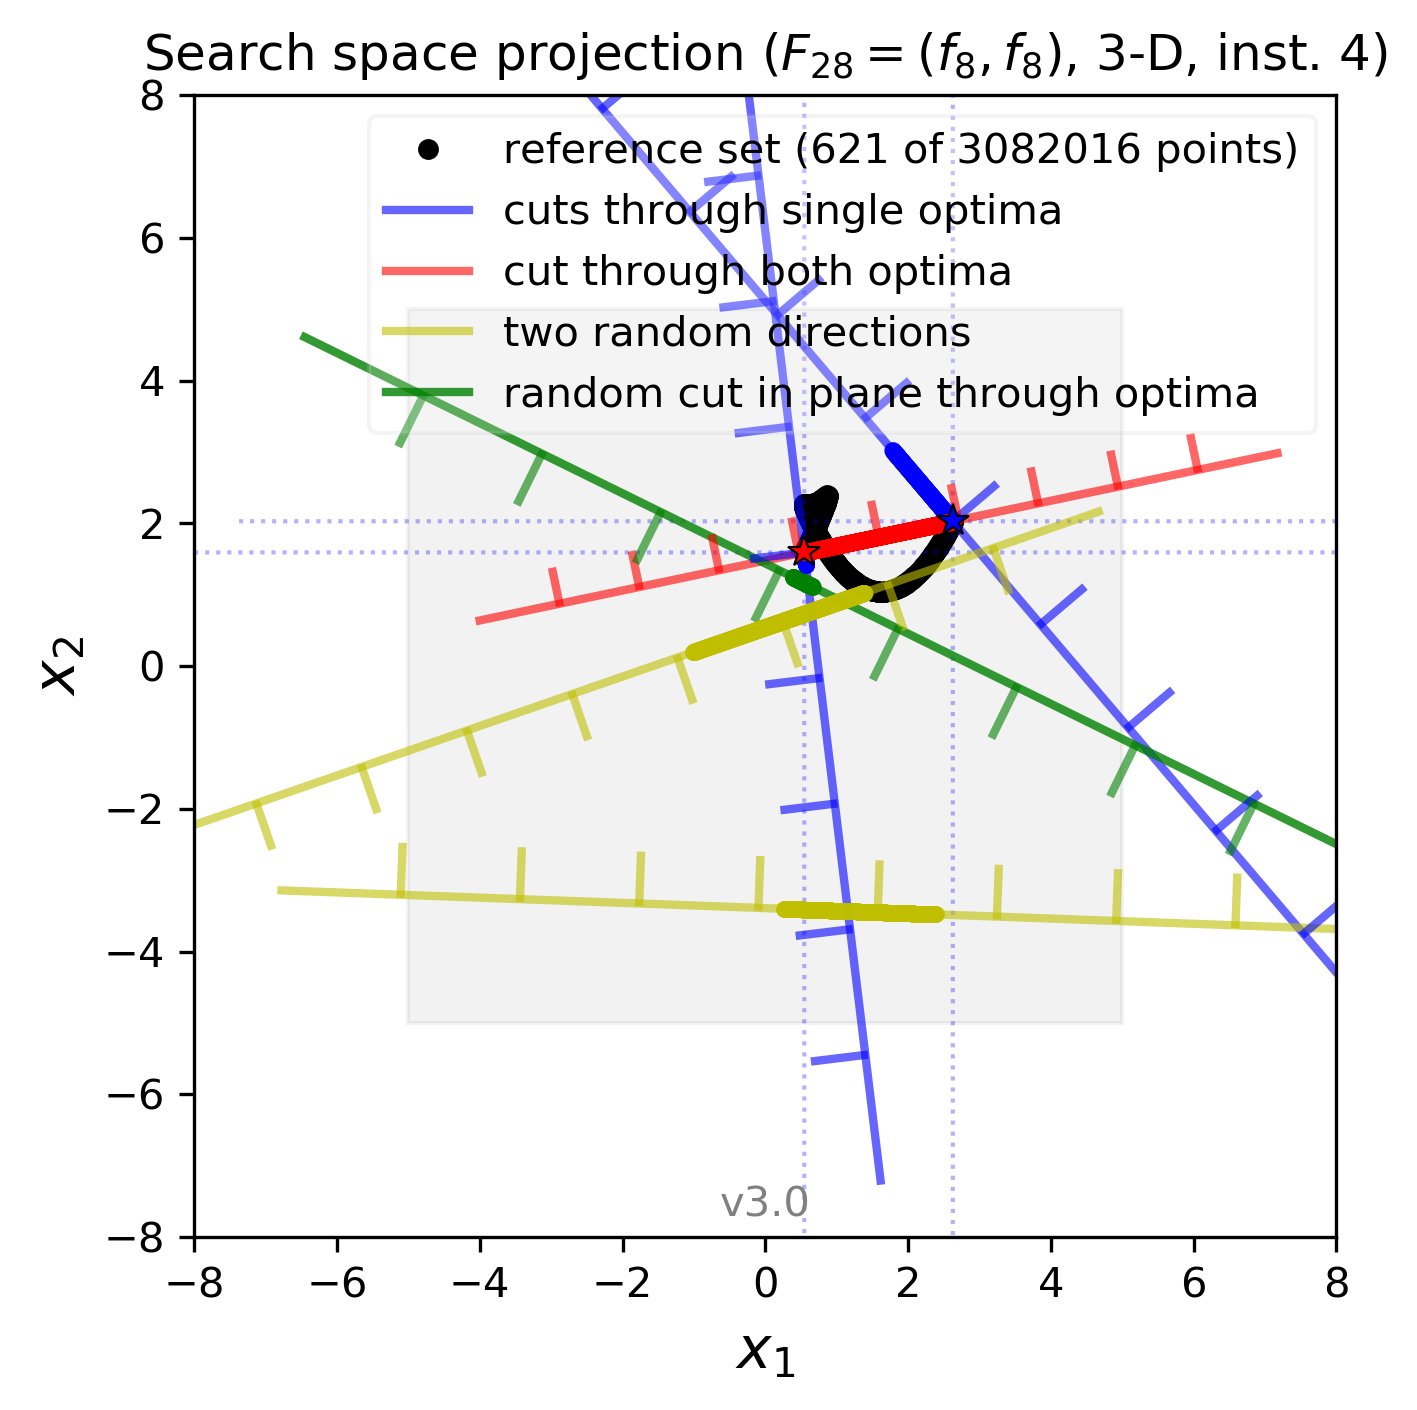 Search space projection (F28 = (f8, f8), 3-D, inst. 4)
reference set (621 of 3082016 points)
cuts through single optima
cut through both optima
two random directions
random cut in plane through optima
8
6
4
2
0
−2
−4
−6
−8
x2
v3.0
−8 −6 −4 −2 0 2 4 6 8
x1